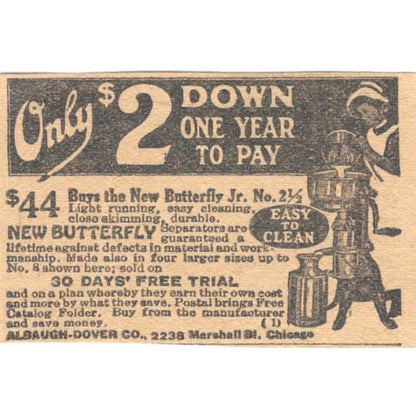 Only $2 DOWN
ONE YEAR
TO PAY
$44 Buys the New Butterfly Jr. No. 2½
Light running, easy cleaning,
close skimming, durable.
NEW BUTTERFLY Separators are
guaranteed a
lifetime against defects in material and work-
manship. Made also in four larger sizes up to
No. 8 shown here; sold on
30 DAYS' FREE TRIAL
and on a plan whereby they earn their own cost
and more by what they save. Postal brings Free
Catalog Folder. Buy from the manufacturer
and save money. (1)
ALBAUGH-DOVER CO., 2238 Marshall Bl. Chicago
EASY
TO
CLEAN